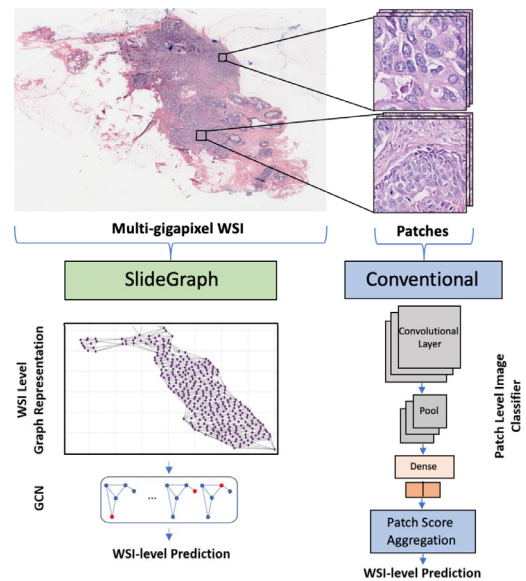 Multi-gigapixel WSI
Patches
SlideGraph
Conventional
WSI Level
Graph Representation
GCN
...
WSI-level Prediction
Convolutional
Layer
Pool
Dense
Patch Score
Aggregation
WSI-level Prediction
Patch Level Image
Classifier